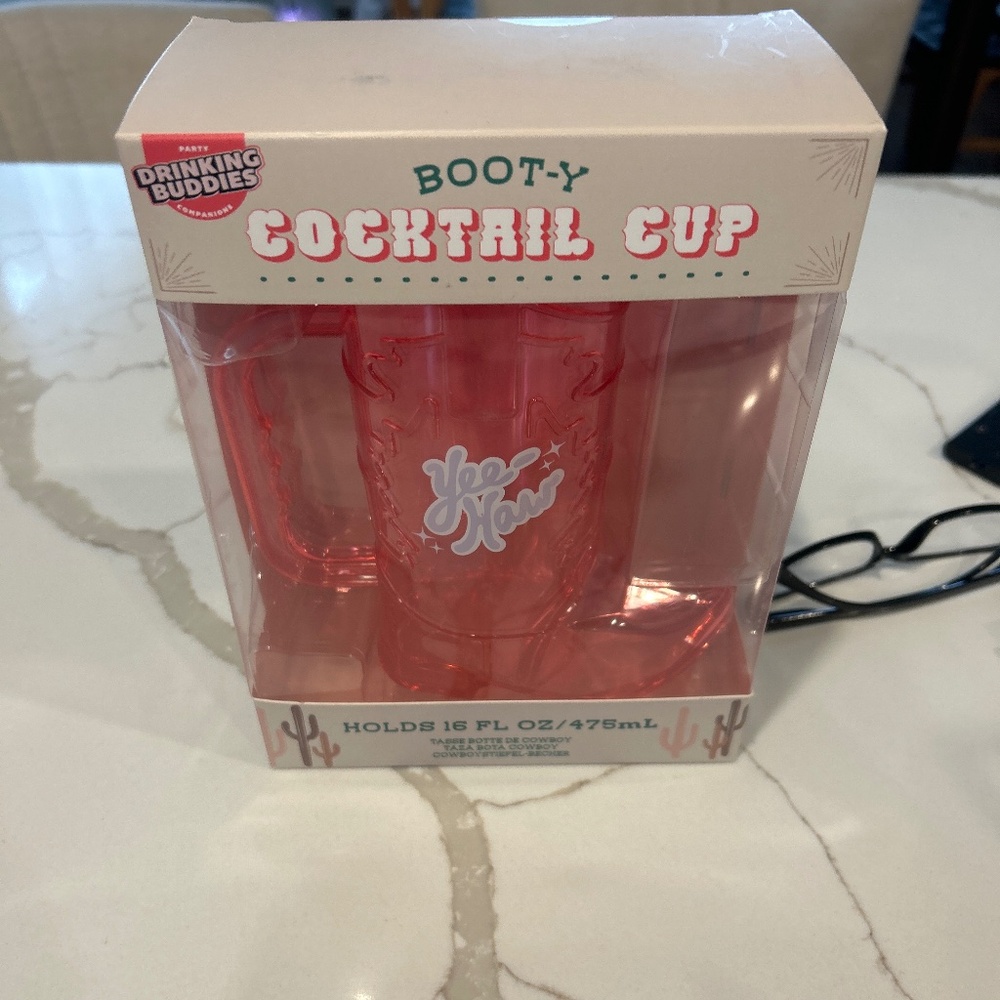 PARTY
DRINKING
BUDDIES
COMPANIONS
BOOT-Y
COCKTAIL CUP
Yee-
Haw
HOLDS 16 FL OZ/475mL
TASSE BOTTE DE COWBOY
TAZA BOTA COWBOY
COWBOYSTIEFEL-BECHER